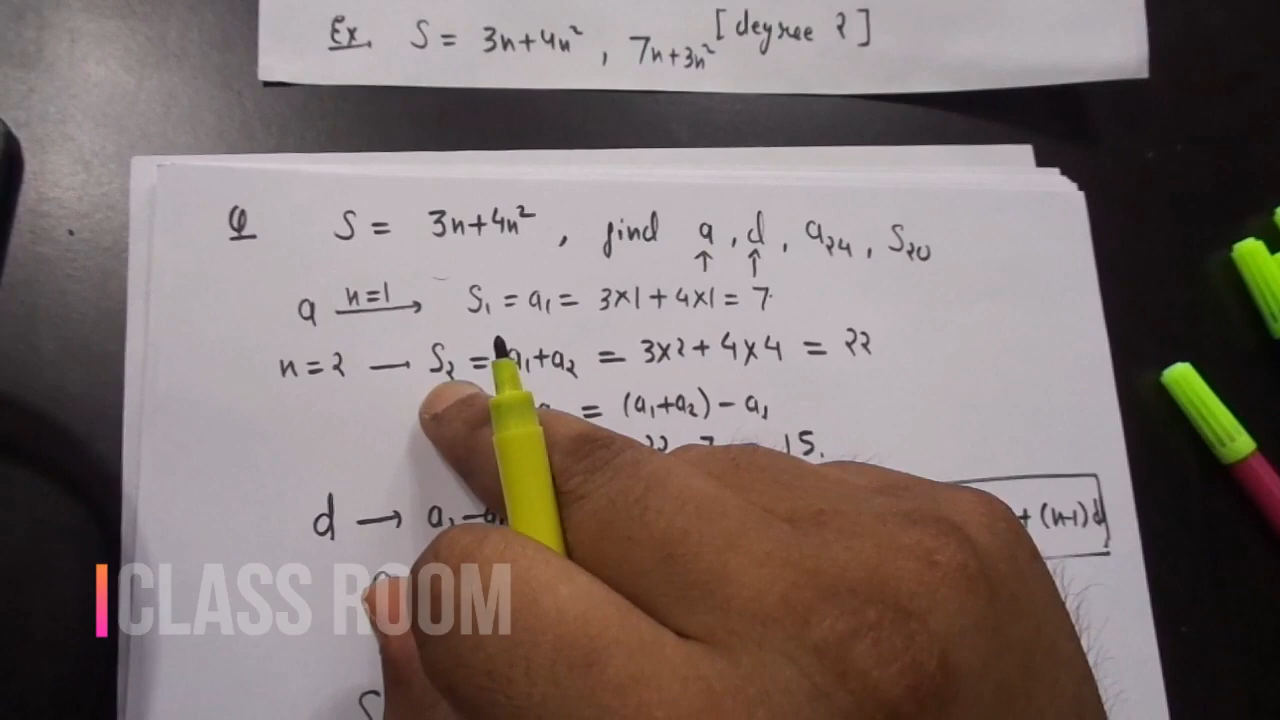 Ex. S = 3n+4n², 7n+3n² [degree 2]
Q S = 3n+4n², find a, d, a₂₄, S₂₀
↑ ↑
a n=1 → S₁ = a₁ = 3×1 + 4×1 = 7
n=2 — S₂ = a₁+a₂ = 3×2 + 4×4 = 22
= (a₁+a₂) - a₁
15.
d →
+ (n-1)d
CLASS ROOM
S